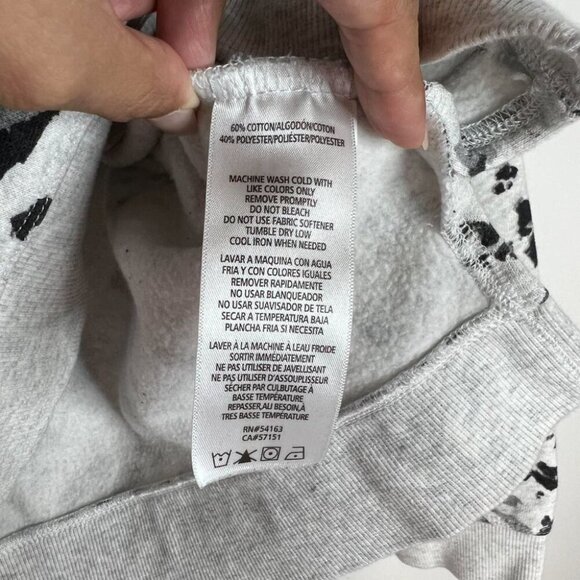 60% COTTON/ALGODÓN/COTON
40% POLYESTER/POLIÉSTER/POLYESTER
MACHINE WASH COLD WITH
LIKE COLORS ONLY
REMOVE PROMPTLY
DO NOT BLEACH
DO NOT USE FABRIC SOFTENER
TUMBLE DRY LOW
COOL IRON WHEN NEEDED
LAVAR A MAQUINA CON AGUA
FRIA Y CON COLORES IGUALES
REMOVER RAPIDAMENTE
NO USAR BLANQUEADOR
NO USAR SUAVISADOR DE TELA
SECAR A TEMPERATURA BAJA
PLANCHA FRIA SI NECESITA
LAVER À LA MACHINE À LEAU FROIDE
SORTIR IMMÉDIATEMENT
NE PAS UTILISER DE JAVELLISANT
NE PAS UTILISER D'ASSOUPLISSEUR
SÉCHER PAR CULBUTAGE À
BASSE TEMPÉRATURE
REPASSER,AU BESOIN,À
TRES BASSE TEMPÉRATURE
RN#54163
CA#57151